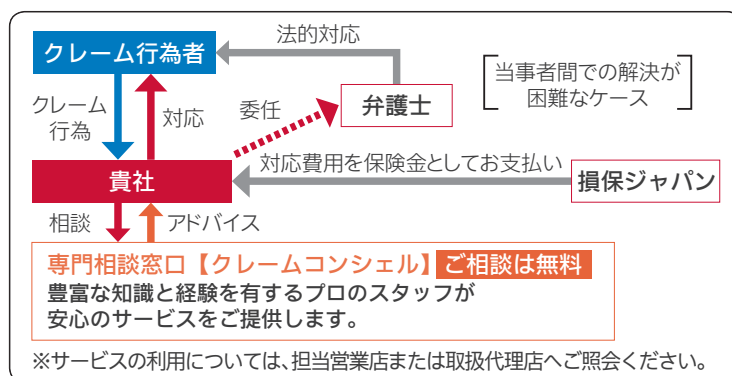 法的対応
クレーム行為者
当事者間での解決が
困難なケース
クレーム
行為
対応
委任
弁護士
対応費用を保険金としてお支払い
貴社
損保ジャパン
相談
アドバイス
専門相談窓口【クレームコンシェル】 ご相談は無料
豊富な知識と経験を有するプロのスタッフが
安心のサービスをご提供します。
※サービスの利用については、担当営業店または取扱代理店へご照会ください。